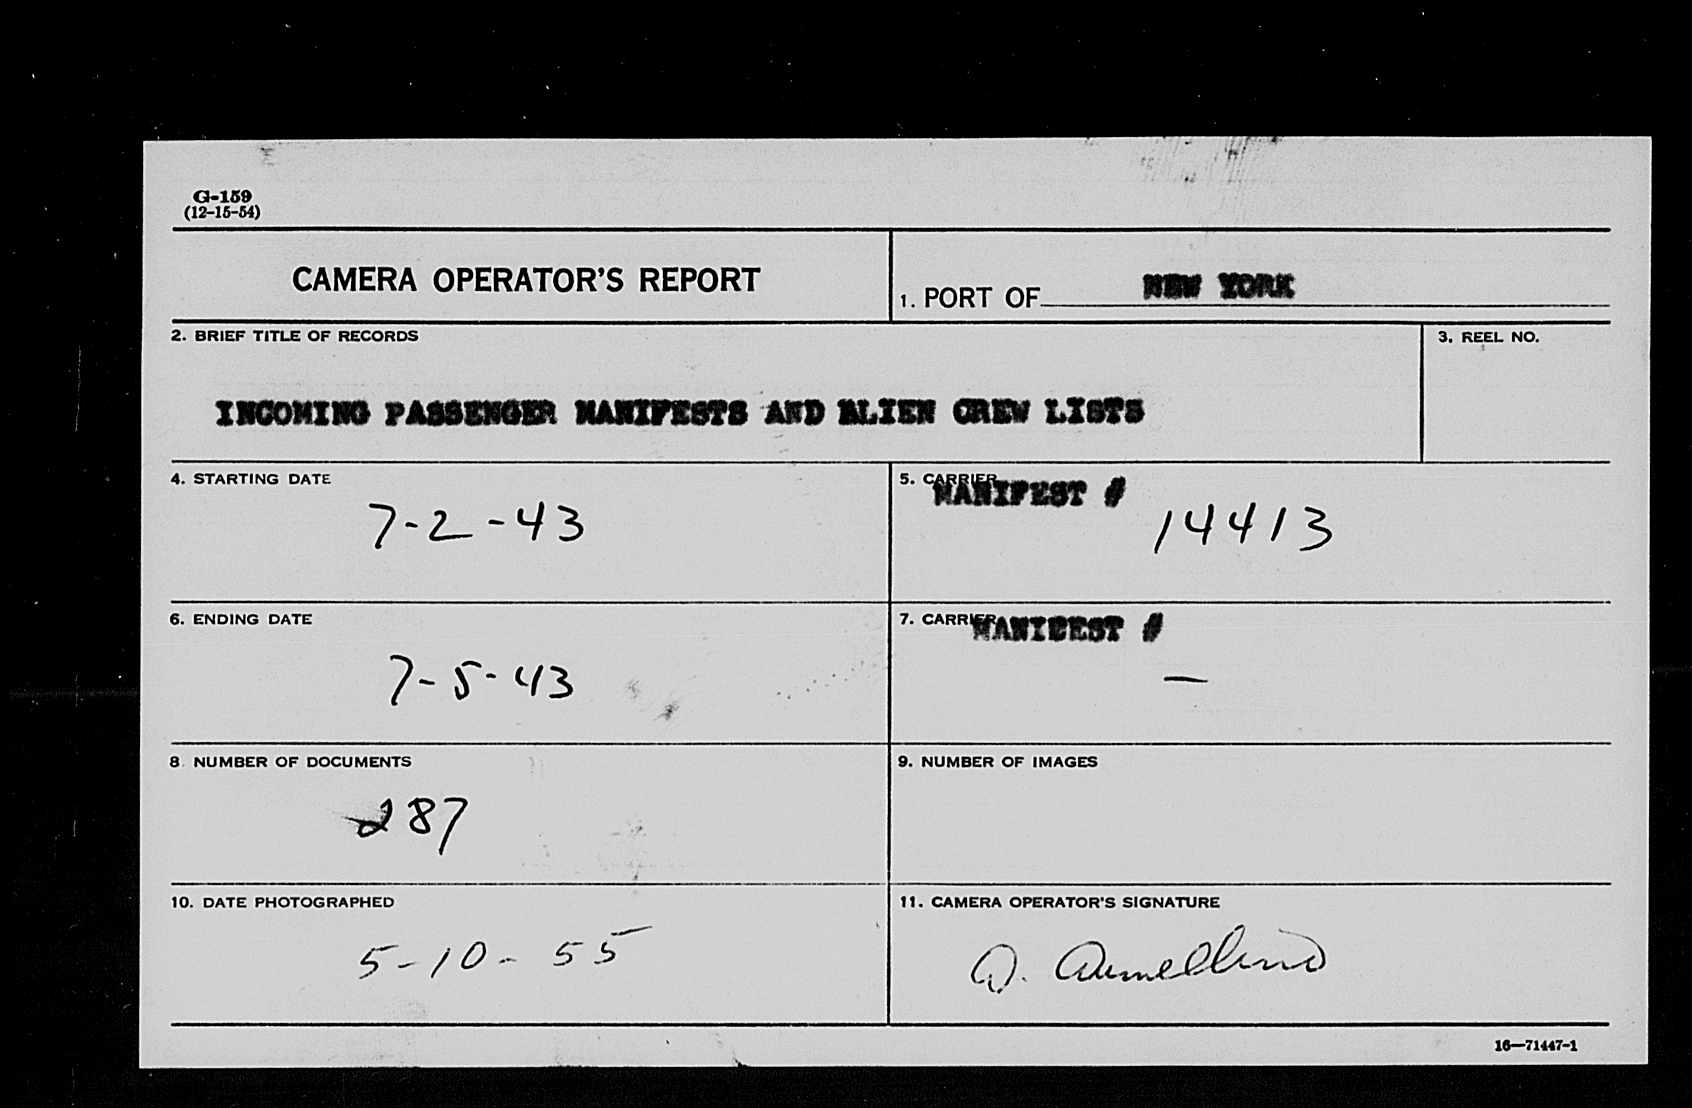 G-159
(12-15-54)
CAMERA OPERATOR'S REPORT
1. PORT OF NEW YORK
2. BRIEF TITLE OF RECORDS
3. REEL NO.
INCOMING PASSENGER MANIFESTS AND ALIEN CREW LISTS
4. STARTING DATE
7-2-43
5. CARRIER
MANIFEST #
14413
6. ENDING DATE
7-5-43
7. CARRIER
MANIFEST #
—
8. NUMBER OF DOCUMENTS
287
9. NUMBER OF IMAGES
10. DATE PHOTOGRAPHED
5-10-55
11. CAMERA OPERATOR'S SIGNATURE
16—71447-1